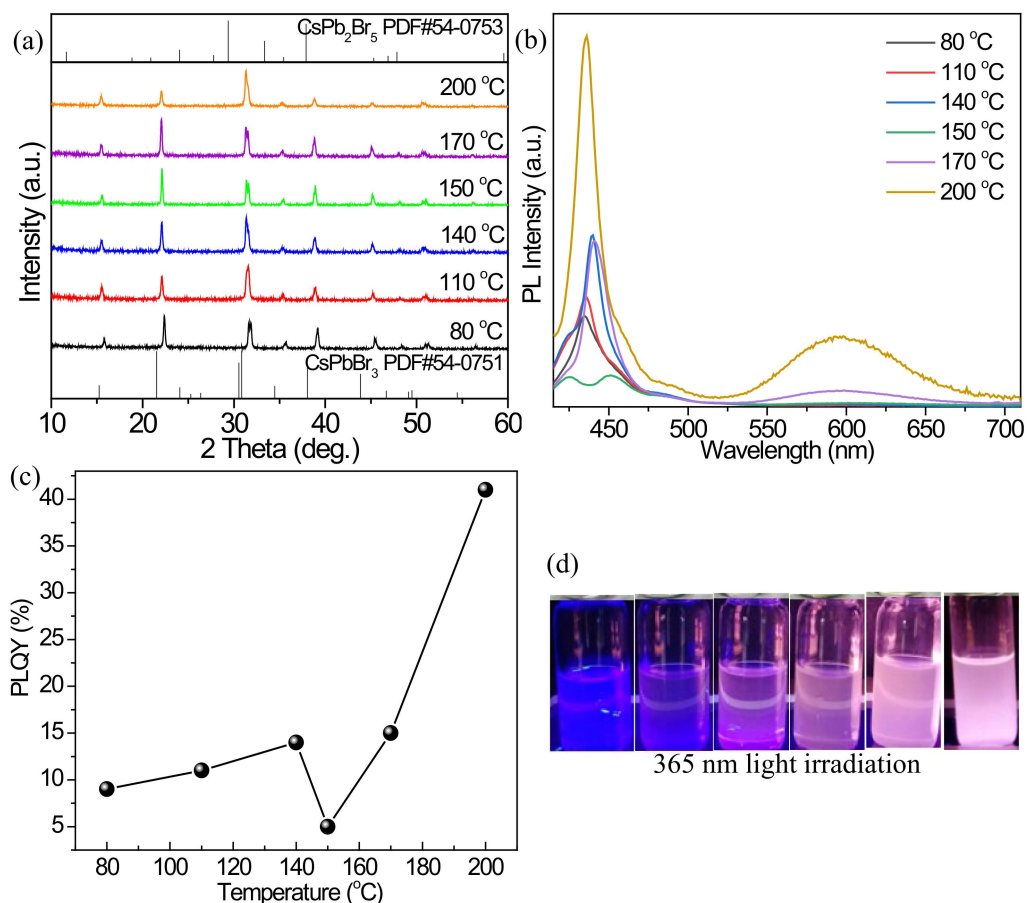 (a)
CsPb2Br5 PDF#54-0753
200 °C
170 °C
150 °C
140 °C
110 °C
80 °C
CsPbBr3 PDF#54-0751
Intensity (a.u.)
10 20 30 40 50 60
2 Theta (deg.)
(b)
80 °C
110 °C
140 °C
150 °C
170 °C
200 °C
PL Intensity (a.u.)
450 500 550 600 650 700
Wavelength (nm)
(c)
40
35
30
25
20
15
10
5
PLQY (%)
80 100 120 140 160 180 200
Temperature (°C)
(d)
365 nm light irradiation